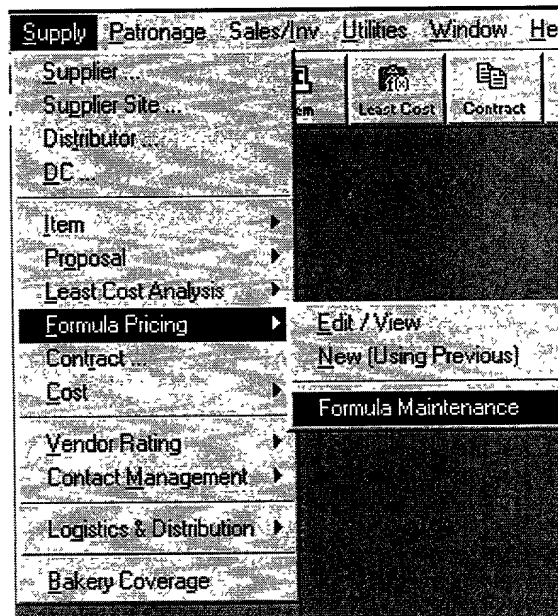 Supply Patronage Sales/Inv Utilities Window He
Supplier ...
Supplier Site ...
Distributor ...
DC ...
em Least Cost Contract
Item
Proposal
Least Cost Analysis
Formula Pricing
Edit / View
Contract ...
New (Using Previous)
Cost
Formula Maintenance
Vendor Rating
Contact Management
Logistics & Distribution
Bakery Coverage